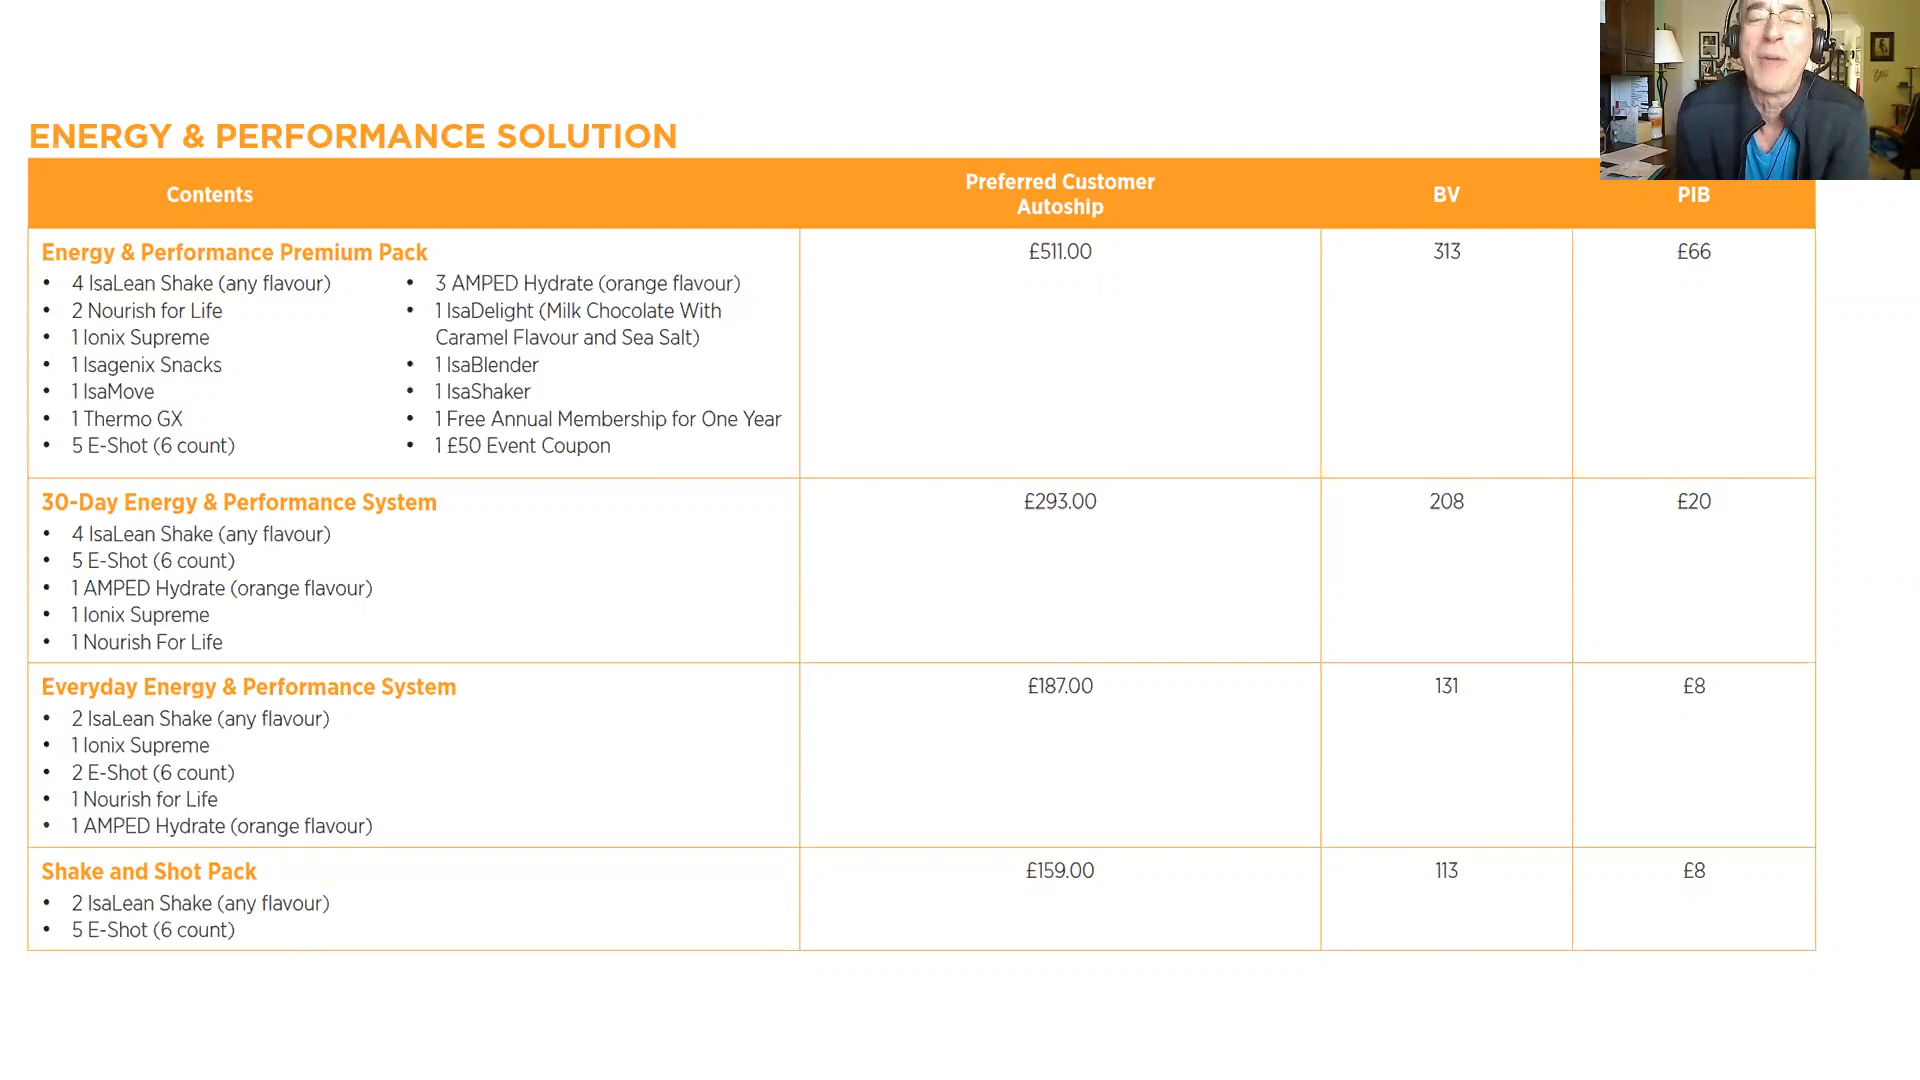 ENERGY & PERFORMANCE SOLUTION
Contents
Preferred Customer
Autoship
BV
PIB
Energy & Performance Premium Pack
£511.00
313
£66
• 4 IsaLean Shake (any flavour)
• 2 Nourish for Life
• 1 Ionix Supreme
• 1 Isagenix Snacks
• 1 IsaMove
• 1 Thermo GX
• 5 E-Shot (6 count)
• 3 AMPED Hydrate (orange flavour)
• 1 IsaDelight (Milk Chocolate With
Caramel Flavour and Sea Salt)
• 1 IsaBlender
• 1 IsaShaker
• 1 Free Annual Membership for One Year
• 1 £50 Event Coupon
30-Day Energy & Performance System
£293.00
208
£20
• 4 IsaLean Shake (any flavour)
• 5 E-Shot (6 count)
• 1 AMPED Hydrate (orange flavour)
• 1 Ionix Supreme
• 1 Nourish For Life
Everyday Energy & Performance System
£187.00
131
£8
• 2 IsaLean Shake (any flavour)
• 1 Ionix Supreme
• 2 E-Shot (6 count)
• 1 Nourish for Life
• 1 AMPED Hydrate (orange flavour)
Shake and Shot Pack
£159.00
113
£8
• 2 IsaLean Shake (any flavour)
• 5 E-Shot (6 count)